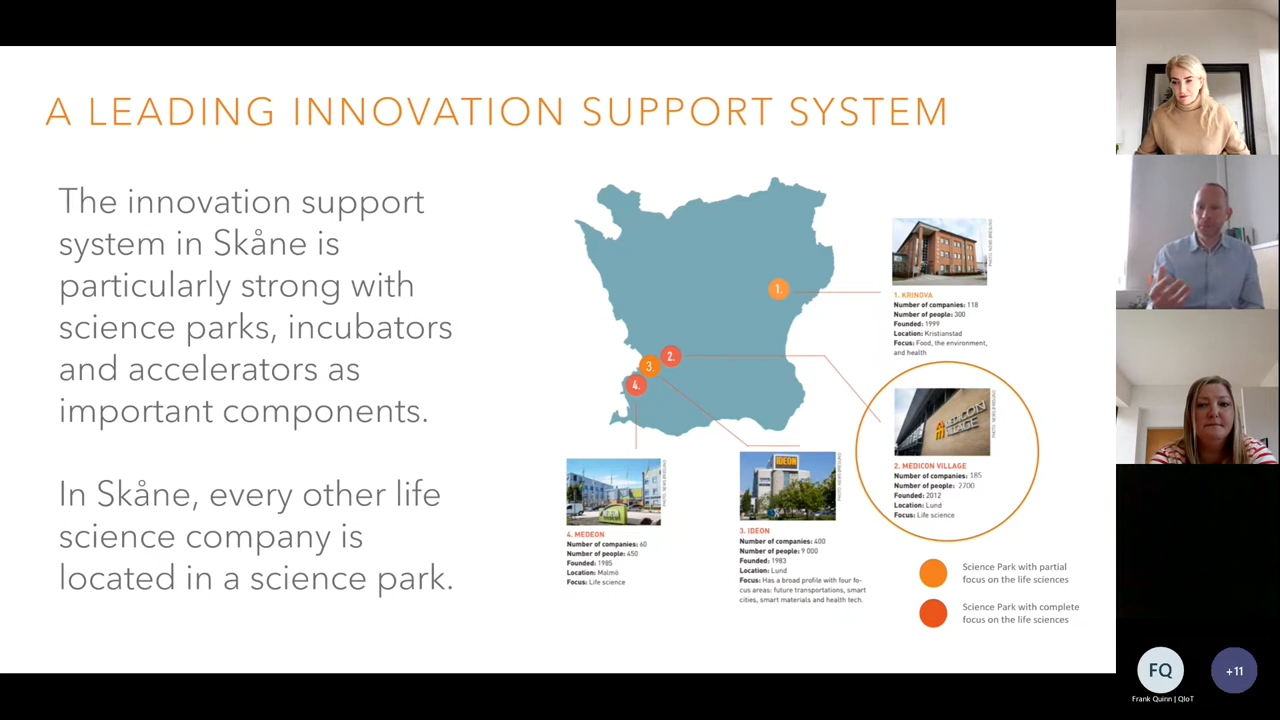 A LEADING INNOVATION SUPPORT SYSTEM
The innovation support
system in Skåne is
particularly strong with
science parks, incubators
and accelerators as
important components.
In Skåne, every other life
science company is
located in a science park.
1.
2.
3.
4.
1. KRINOVA
Number of companies: 118
Number of people: 300
Founded: 1999
Location: Kristianstad
Focus: Food, the environment,
and health
MEDICON
VILLAGE
2. MEDICON VILLAGE
Number of companies: 185
Number of people: 2700
Founded: 2012
Location: Lund
Focus: Life science
IDEON
3. IDEON
Number of companies: 400
Number of people: 9 000
Founded: 1983
Location: Lund
Focus: Has a broad profile with four fo-
cus areas: future transportations, smart
cities, smart materials and health tech.
4. MEDEON
Number of companies: 60
Number of people: 450
Founded: 1985
Location: Malmö
Focus: Life science
Science Park with partial
focus on the life sciences
Science Park with complete
focus on the life sciences
FQ
+11
Frank Quinn | QIoT